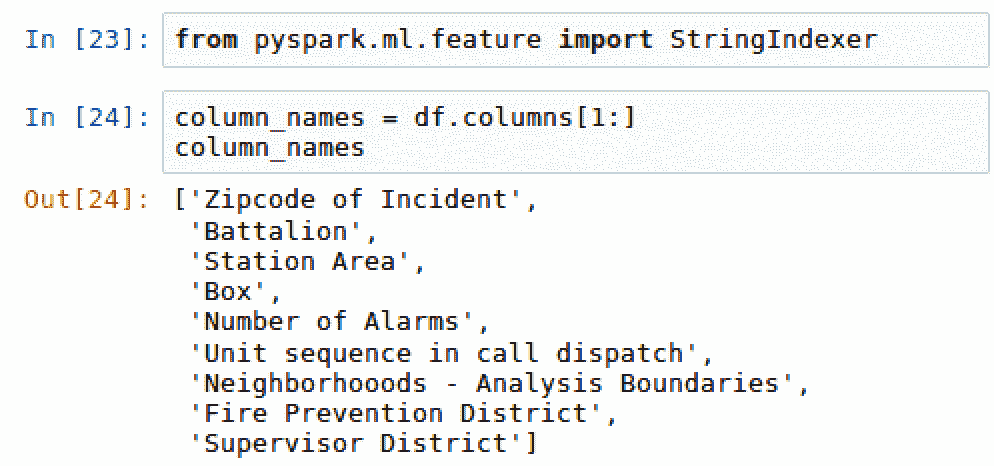 In [23]: from pyspark.ml.feature import StringIndexer
In [24]: column_names = df.columns[1:]
column_names
Out[24]: ['Zipcode of Incident',
'Battalion',
'Station Area',
'Box',
'Number of Alarms',
'Unit sequence in call dispatch',
'Neighborhooods - Analysis Boundaries',
'Fire Prevention District',
'Supervisor District']